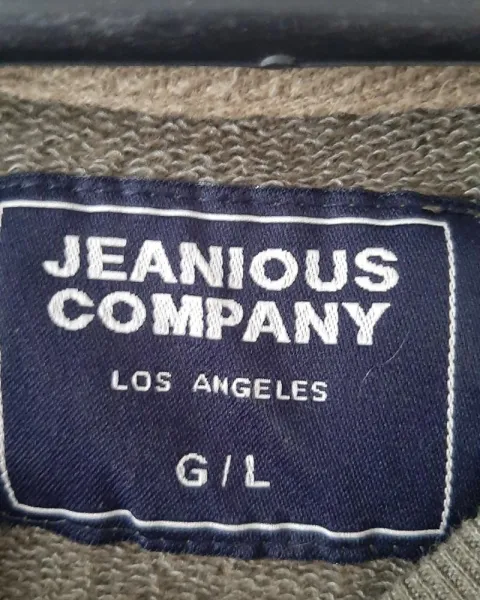 JEANIOUS
COMPANY
LOS ANGELES
G / L